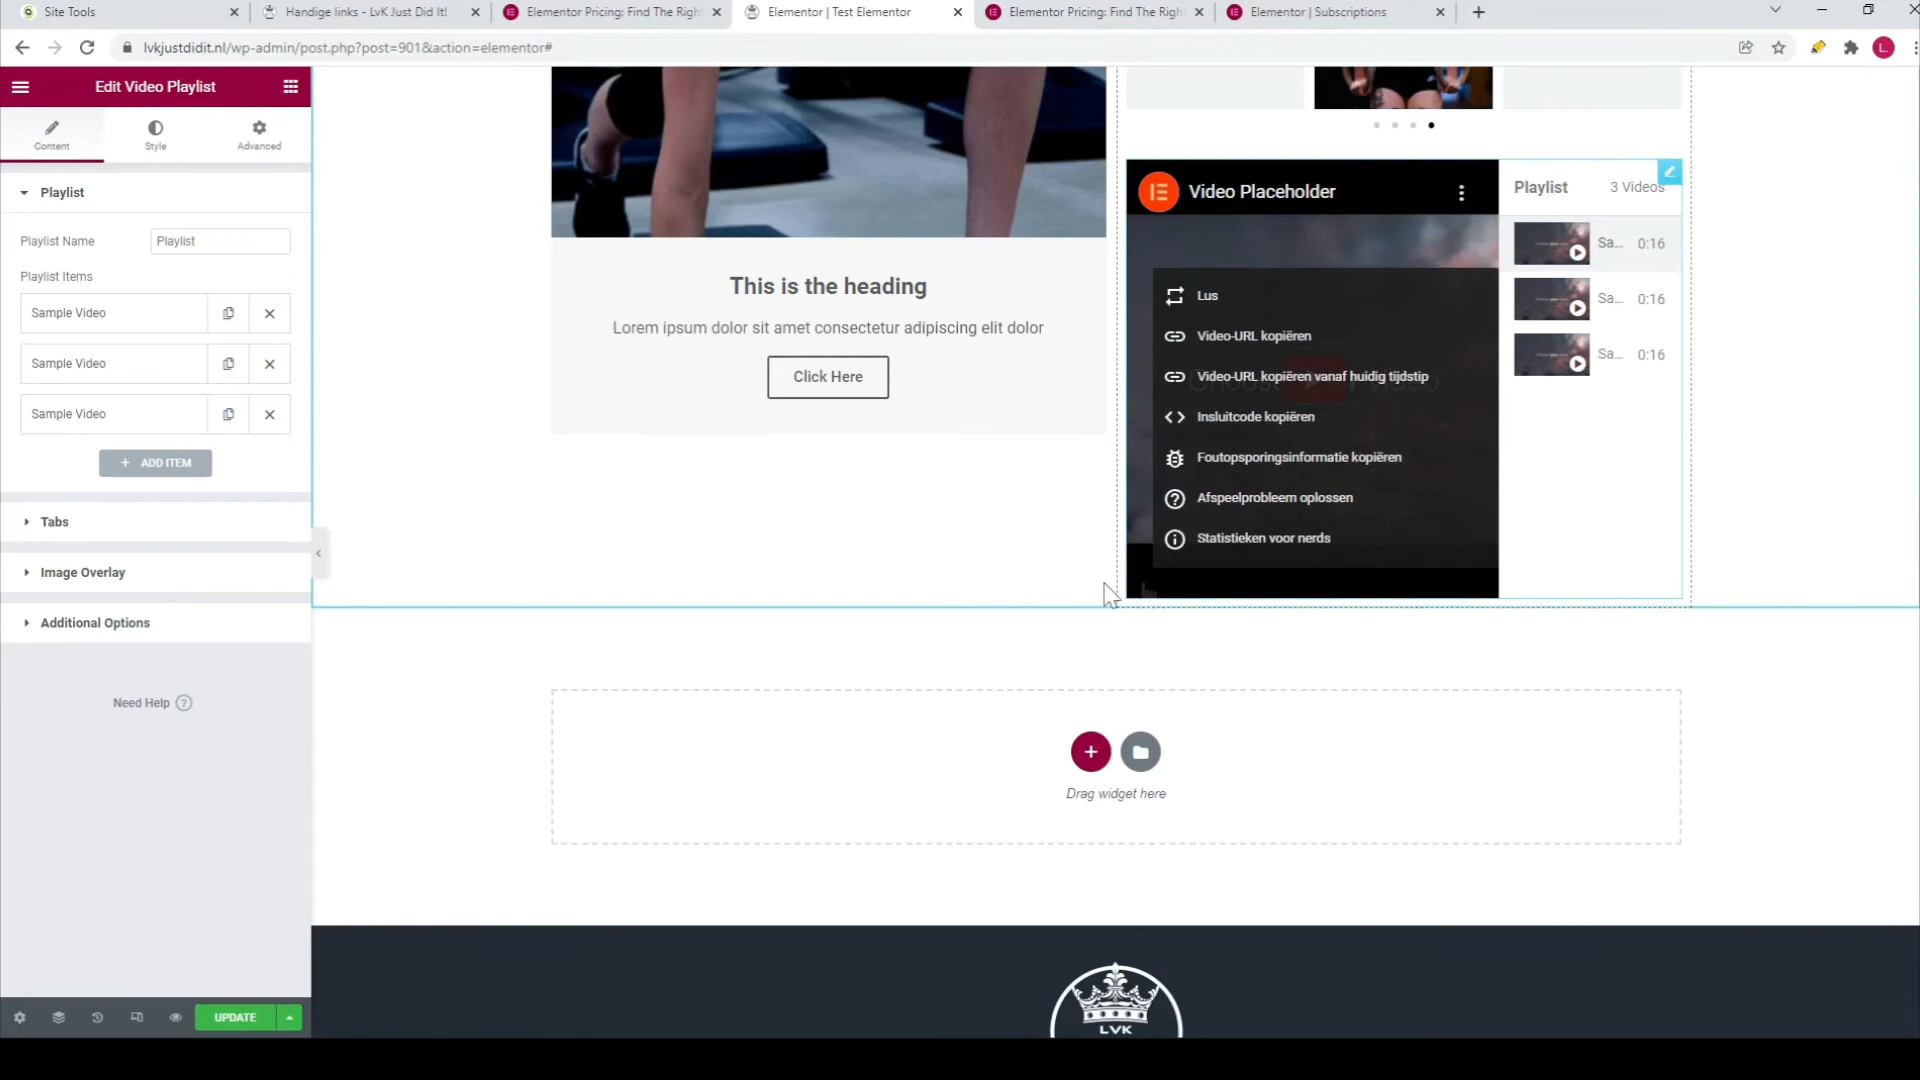 Site Tools
Handige links - LvK Just Did It!
Elementor Pricing: Find The Righ
Elementor | Test Elementor
Elementor Pricing: Find The Righ
Elementor | Subscriptions
lvkjustdidit.nl/wp-admin/post.php?post=901&action=elementor#
L
Edit Video Playlist
Content
Style
Advanced
Playlist
Playlist Name
Playlist
Playlist Items
Sample Video
Sample Video
Sample Video
+ ADD ITEM
Tabs
Image Overlay
Additional Options
Need Help ?
UPDATE
This is the heading
Lorem ipsum dolor sit amet consectetur adipiscing elit dolor
Click Here
Video Placeholder
Lus
Video-URL kopiëren
Video-URL kopiëren vanaf huidig tijdstip
Insluitcode kopiëren
Foutopsporingsinformatie kopiëren
Afspeelprobleem oplossen
Statistieken voor nerds
Playlist 3 Videos
Sa... 0:16
Sa... 0:16
Sa... 0:16
Drag widget here
LVK